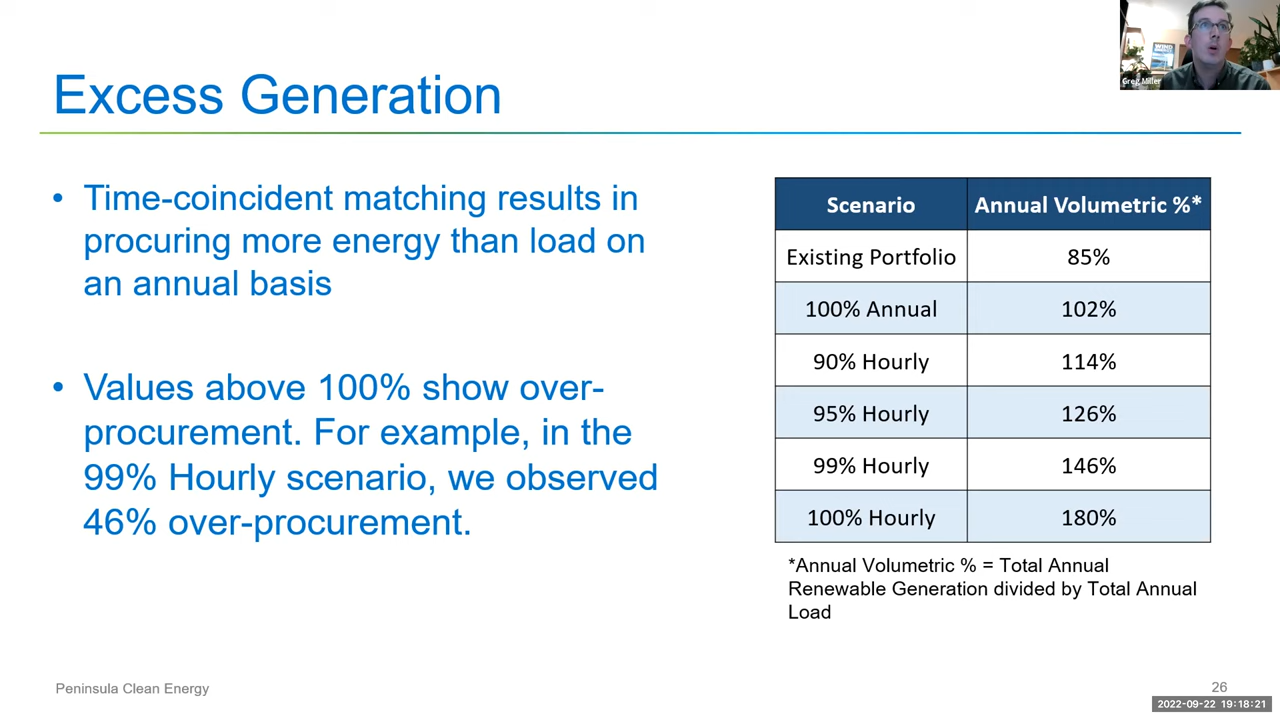 Excess Generation
• Time-coincident matching results in
procuring more energy than load on
an annual basis
• Values above 100% show over-
procurement. For example, in the
99% Hourly scenario, we observed
46% over-procurement.
Scenario Annual Volumetric %*
Existing Portfolio 85%
100% Annual 102%
90% Hourly 114%
95% Hourly 126%
99% Hourly 146%
100% Hourly 180%
*Annual Volumetric % = Total Annual
Renewable Generation divided by Total Annual
Load
Peninsula Clean Energy
26
2022-09-22 19:18:21
WIND
Greg Miller